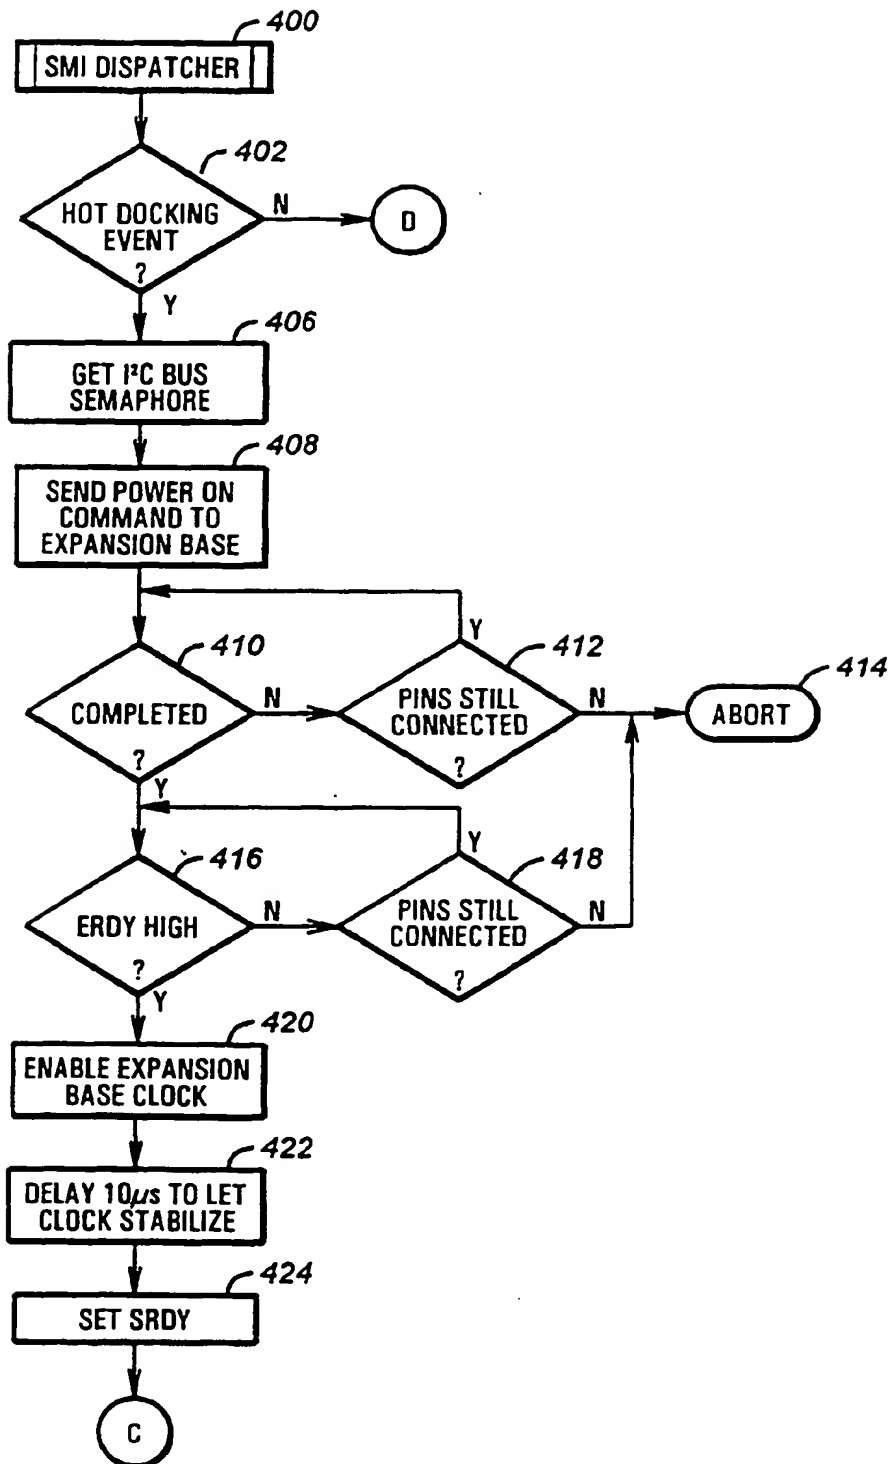 400
SMI DISPATCHER
402
HOT DOCKING
EVENT
?
N
D
Y
406
GET I²C BUS
SEMAPHORE
408
SEND POWER ON
COMMAND TO
EXPANSION BASE
410
COMPLETED
?
N
Y
412
PINS STILL
CONNECTED
?
Y
N
414
ABORT
416
ERDY HIGH
?
N
Y
418
PINS STILL
CONNECTED
?
Y
N
420
ENABLE EXPANSION
BASE CLOCK
422
DELAY 10µs TO LET
CLOCK STABILIZE
424
SET SRDY
C